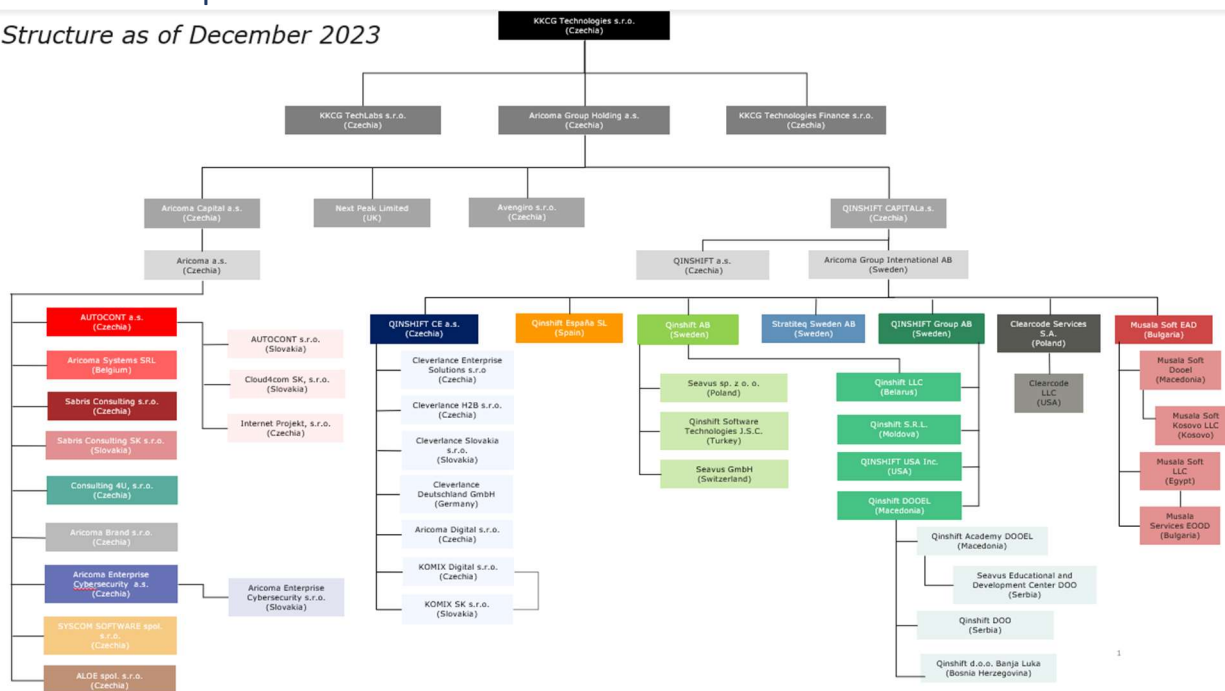 Structure as of December 2023
KKCG Technologies s.r.o.
(Czechia)
KKCG TechLabs s.r.o.
(Czechia)
Aricoma Group Holding a.s.
(Czechia)
KKCG Technologies Finance s.r.o.
(Czechia)
Aricoma Capital a.s.
(Czechia)
Next Peak Limited
(UK)
Avengiro s.r.o.
(Czechia)
QINSHIFT CAPITALa.s.
(Czechia)
Aricoma a.s.
(Czechia)
QINSHIFT a.s.
(Czechia)
Aricoma Group International AB
(Sweden)
AUTOCONT a.s.
(Czechia)
Aricoma Systems SRL
(Belgium)
Sabris Consulting s.r.o.
(Czechia)
Sabris Consulting SK s.r.o.
(Slovakia)
Consulting 4U, s.r.o.
(Czechia)
Aricoma Brand s.r.o.
(Czechia)
Aricoma Enterprise
Cybersecurity a.s.
(Czechia)
SYSCOM SOFTWARE spol.
s.r.o.
(Czechia)
ALOE spol. s.r.o.
(Czechia)
AUTOCONT s.r.o.
(Slovakia)
Cloud4com SK, s.r.o.
(Slovakia)
Internet Projekt, s.r.o.
(Czechia)
Aricoma Enterprise
Cybersecurity s.r.o.
(Slovakia)
QINSHIFT CE a.s.
(Czechia)
Cleverlance Enterprise
Solutions s.r.o
(Czechia)
Cleverlance H2B s.r.o.
(Czechia)
Cleverlance Slovakia
s.r.o.
(Slovakia)
Cleverlance
Deutschland GmbH
(Germany)
Aricoma Digital s.r.o.
(Czechia)
KOMIX Digital s.r.o.
(Czechia)
KOMIX SK s.r.o.
(Slovakia)
Qinshift España SL
(Spain)
Qinshift AB
(Sweden)
Seavus sp. z o. o.
(Poland)
Qinshift Software
Technologies J.S.C.
(Turkey)
Seavus GmbH
(Switzerland)
Stratiteq Sweden AB
(Sweden)
QINSHIFT Group AB
(Sweden)
Qinshift LLC
(Belarus)
Qinshift S.R.L.
(Moldova)
QINSHIFT USA Inc.
(USA)
Qinshift DOOEL
(Macedonia)
Qinshift Academy DOOEL
(Macedonia)
Seavus Educational and
Development Center DOO
(Serbia)
Qinshift DOO
(Serbia)
Qinshift d.o.o. Banja Luka
(Bosnia Herzegovina)
Clearcode Services
S.A.
(Poland)
Clearcode
LLC
(USA)
Musala Soft EAD
(Bulgaria)
Musala Soft
Dooel
(Macedonia)
Musala Soft
Kosovo LLC
(Kosovo)
Musala Soft
LLC
(Egypt)
Musala
Services EOOD
(Bulgaria)
1